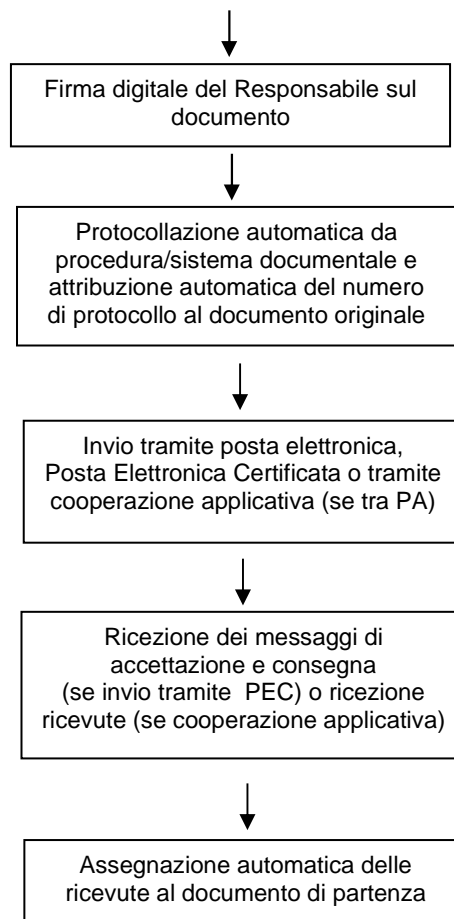 Firma digitale del Responsabile sul
documento
Protocollazione automatica da
procedura/sistema documentale e
attribuzione automatica del numero
di protocollo al documento originale
Invio tramite posta elettronica,
Posta Elettronica Certificata o tramite
cooperazione applicativa (se tra PA)
Ricezione dei messaggi di
accettazione e consegna
(se invio tramite PEC) o ricezione
ricevute (se cooperazione applicativa)
Assegnazione automatica delle
ricevute al documento di partenza